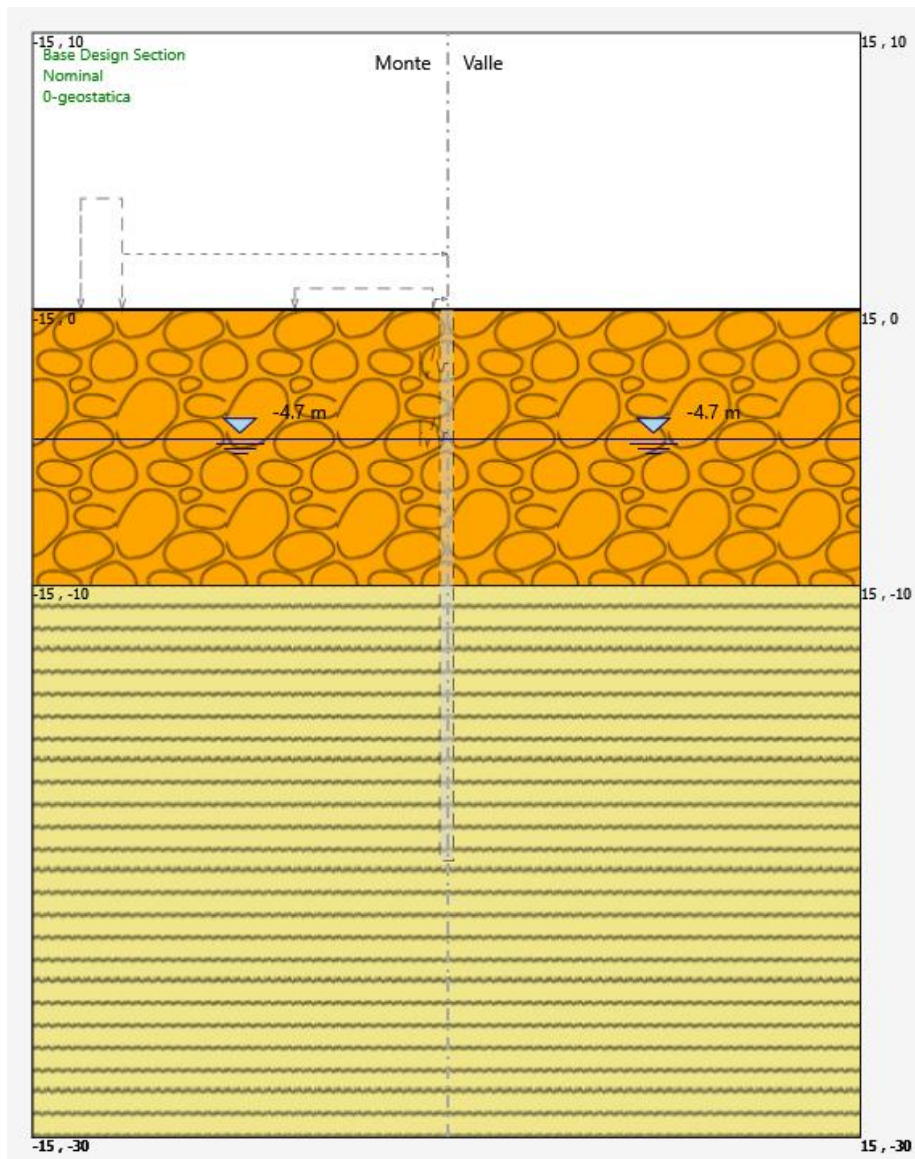 -15 , 10
15 , 10
Base Design Section
Nominal
0-geostatica
Monte
Valle
-15 , 0
15 , 0
-4.7 m
-4.7 m
-15 , -10
15 , -10
-15 , -30
15 , -30